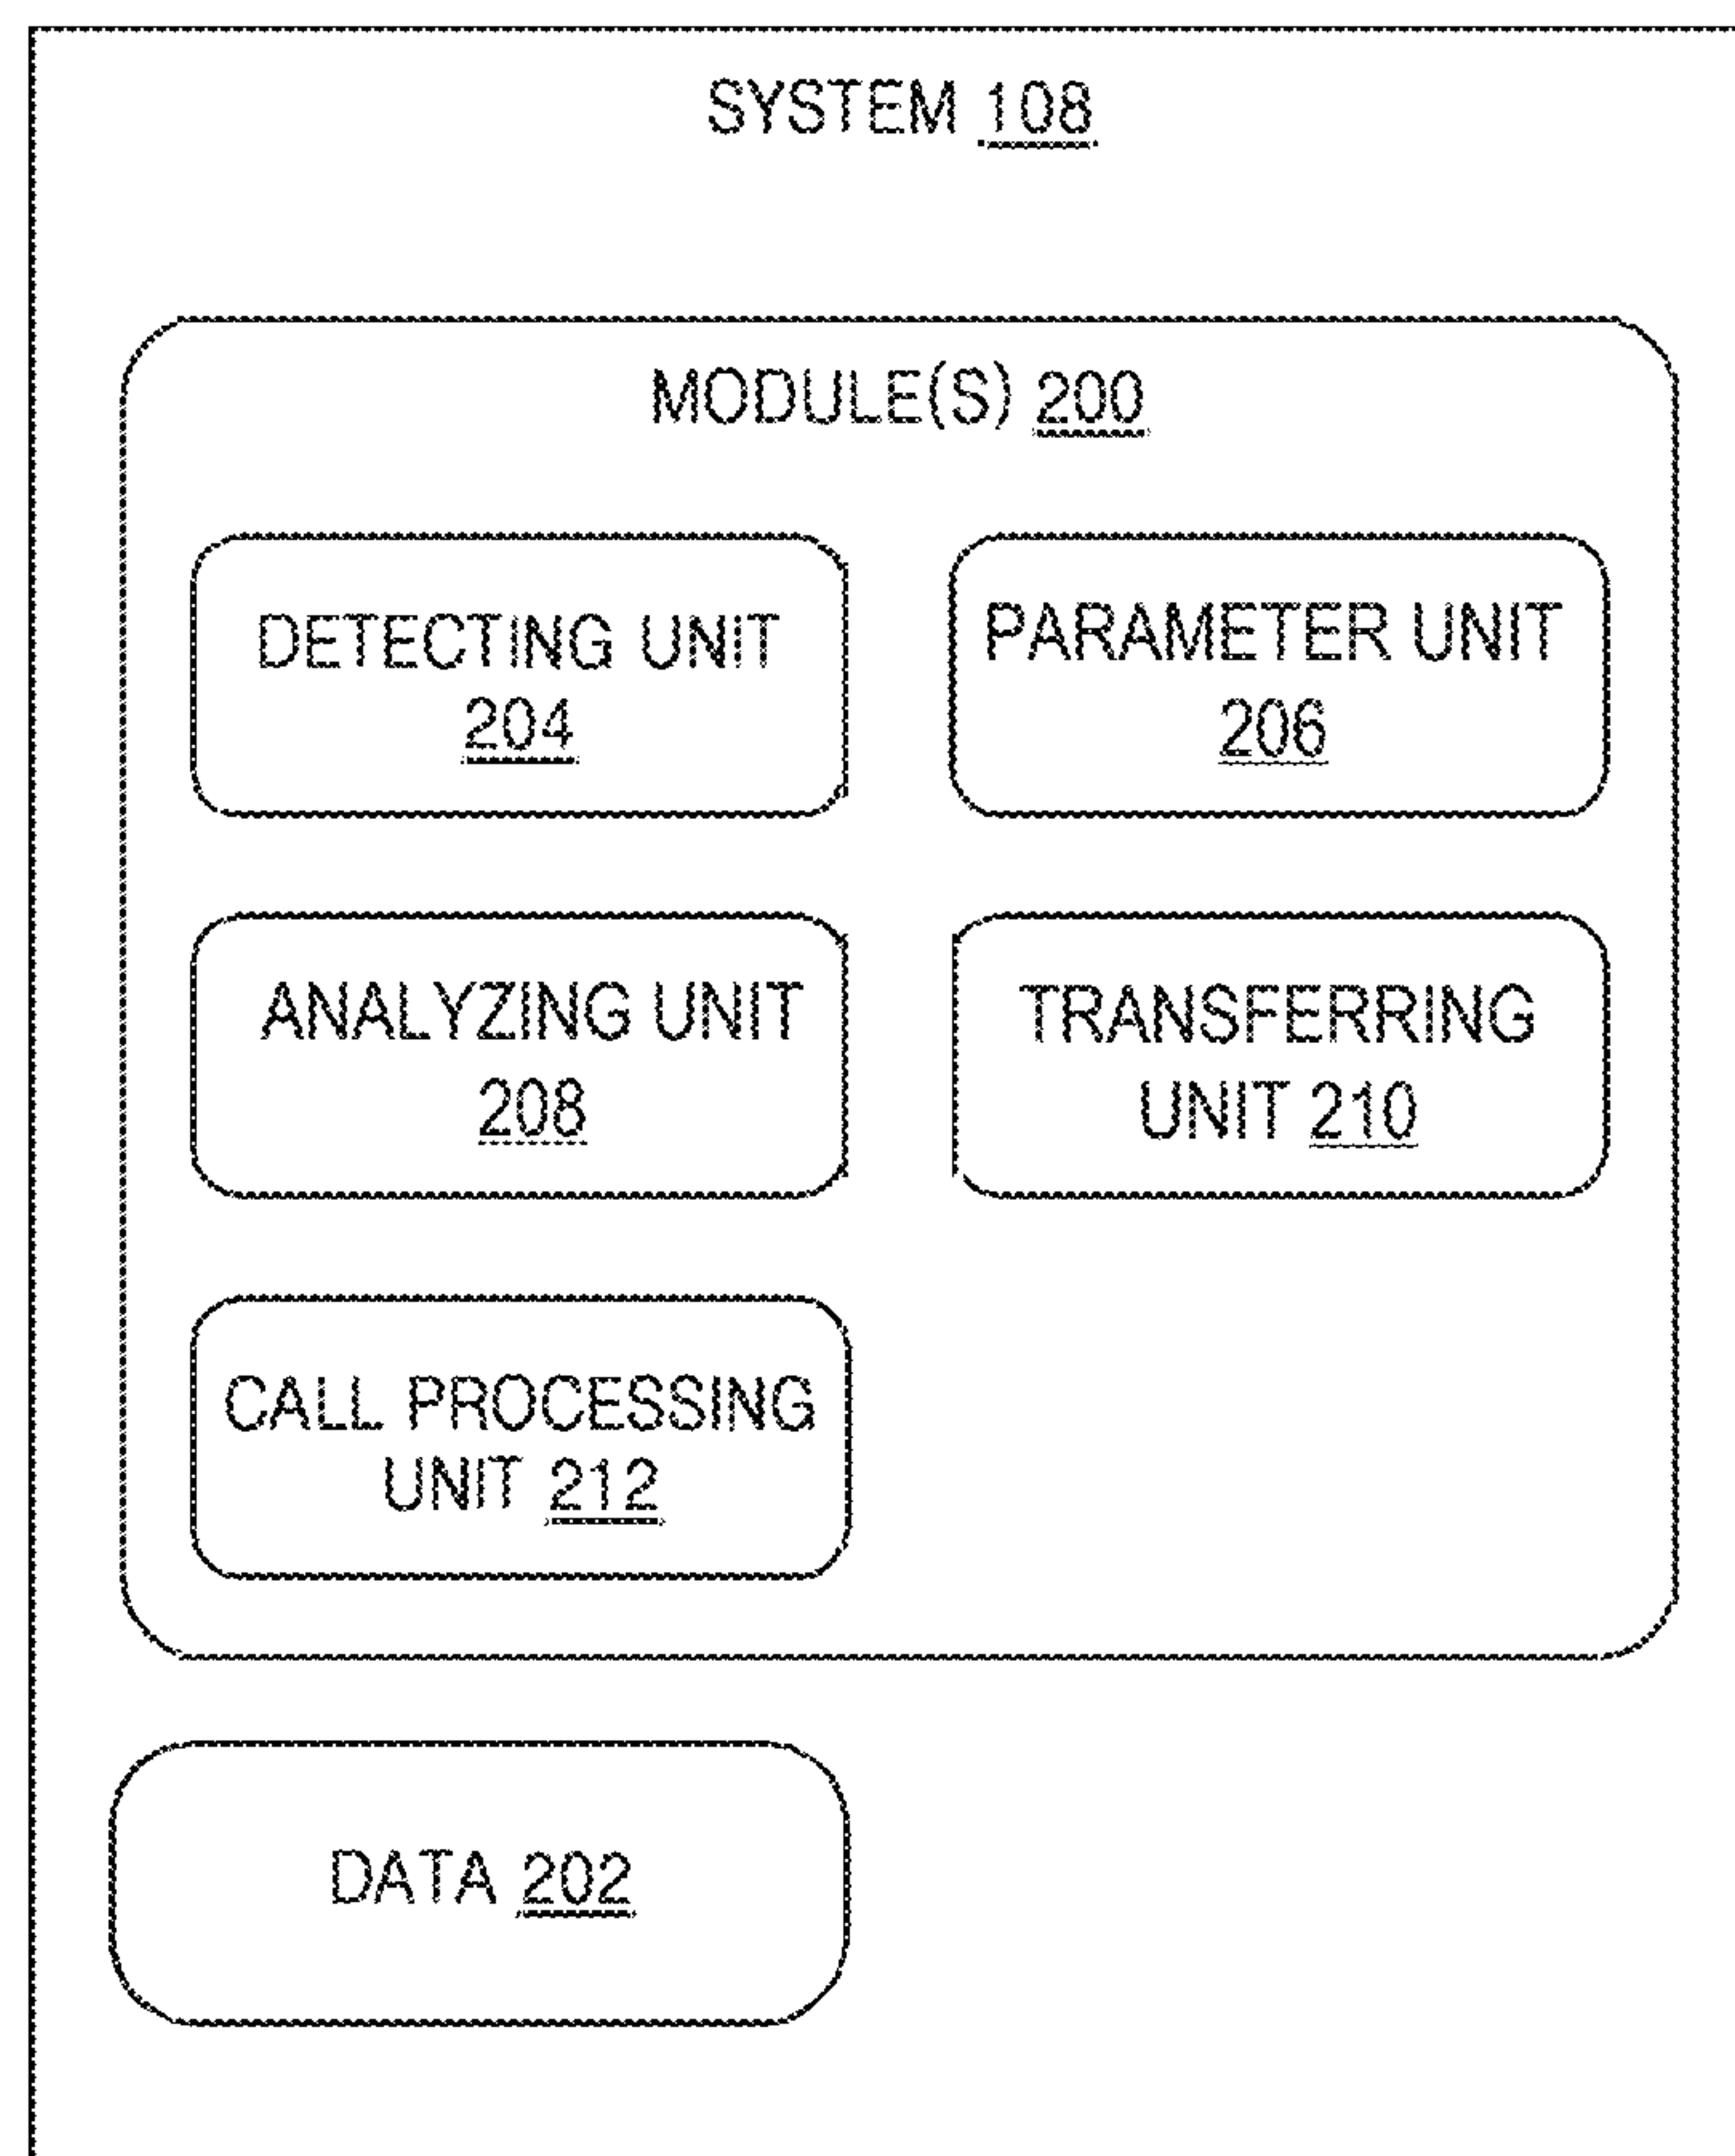 SYSTEM 108
MODULE(S) 200
DETECTING UNIT
204
PARAMETER UNIT
206
ANALYZING UNIT
208
TRANSFERRING
UNIT 210
CALL PROCESSING
UNIT 212
DATA 202